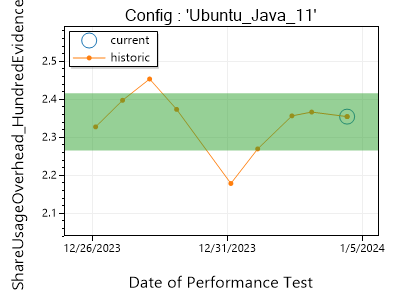 Config : 'Ubuntu_Java_11'
current
historic
ShareUsageOverhead_HundredEvidence
2.5
2.4
2.3
2.2
2.1
12/26/2023
12/31/2023
1/5/2024
Date of Performance Test